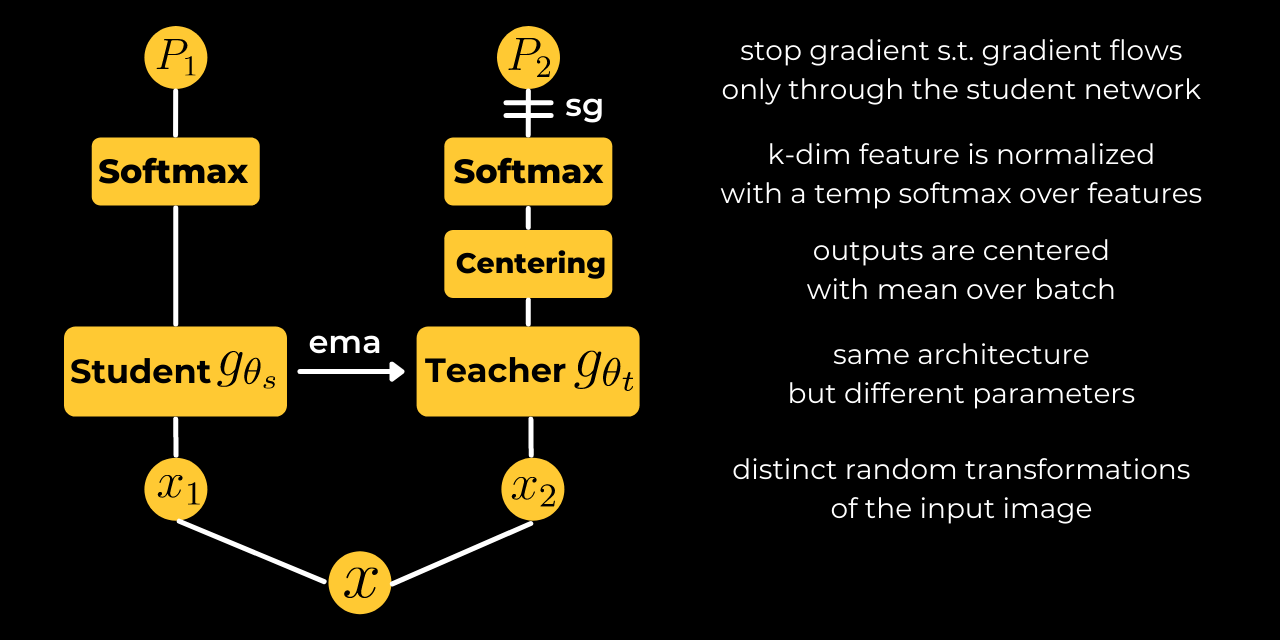 P1
P2
stop gradient s.t. gradient flows
only through the student network
sg
Softmax
Softmax
k-dim feature is normalized
with a temp softmax over features
Centering
outputs are centered
with mean over batch
ema
Student gθs
Teacher gθt
same architecture
but different parameters
x1
x2
distinct random transformations
of the input image
x